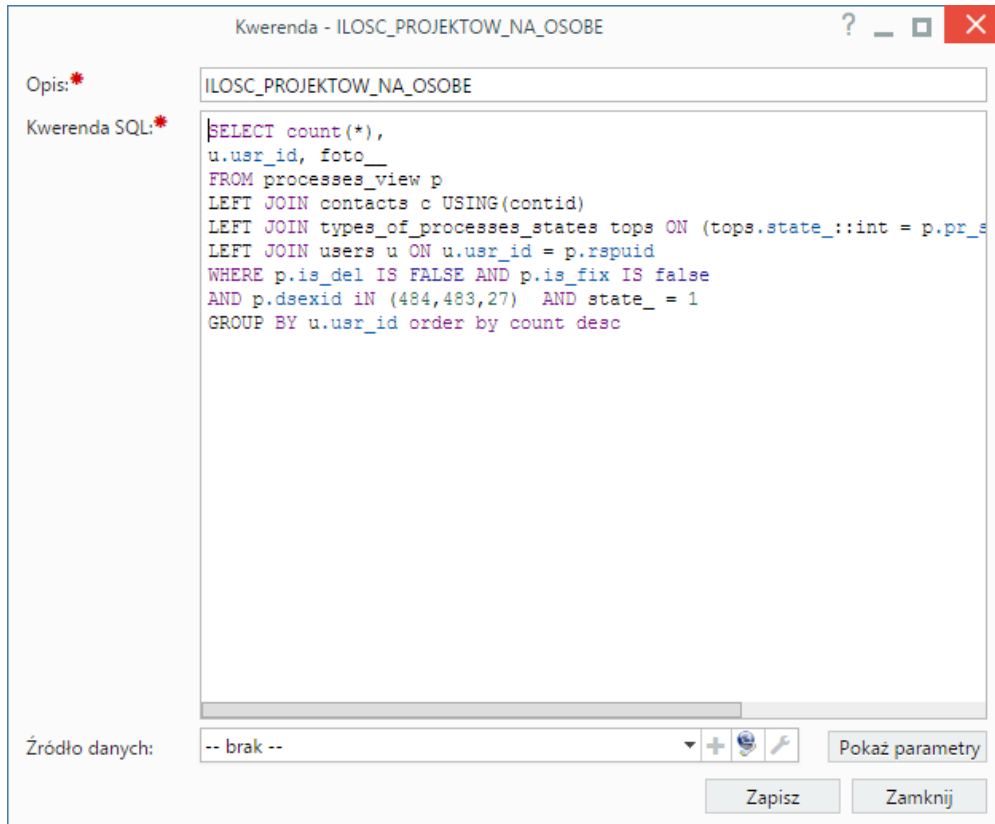 Kwerenda - ILOSC_PROJEKTOW_NA_OSOBE
?
Opis:*
ILOSC_PROJEKTOW_NA_OSOBE
Kwerenda SQL:*
SELECT count(*),
u.usr_id, foto__
FROM processes_view p
LEFT JOIN contacts c USING(contid)
LEFT JOIN types_of_processes_states tops ON (tops.state_::int = p.pr_s
LEFT JOIN users u ON u.usr_id = p.rspuid
WHERE p.is_del IS FALSE AND p.is_fix IS false
AND p.dsexid iN (484,483,27)  AND state_ = 1
GROUP BY u.usr_id order by count desc
Źródło danych:
-- brak --
Pokaż parametry
Zapisz
Zamknij